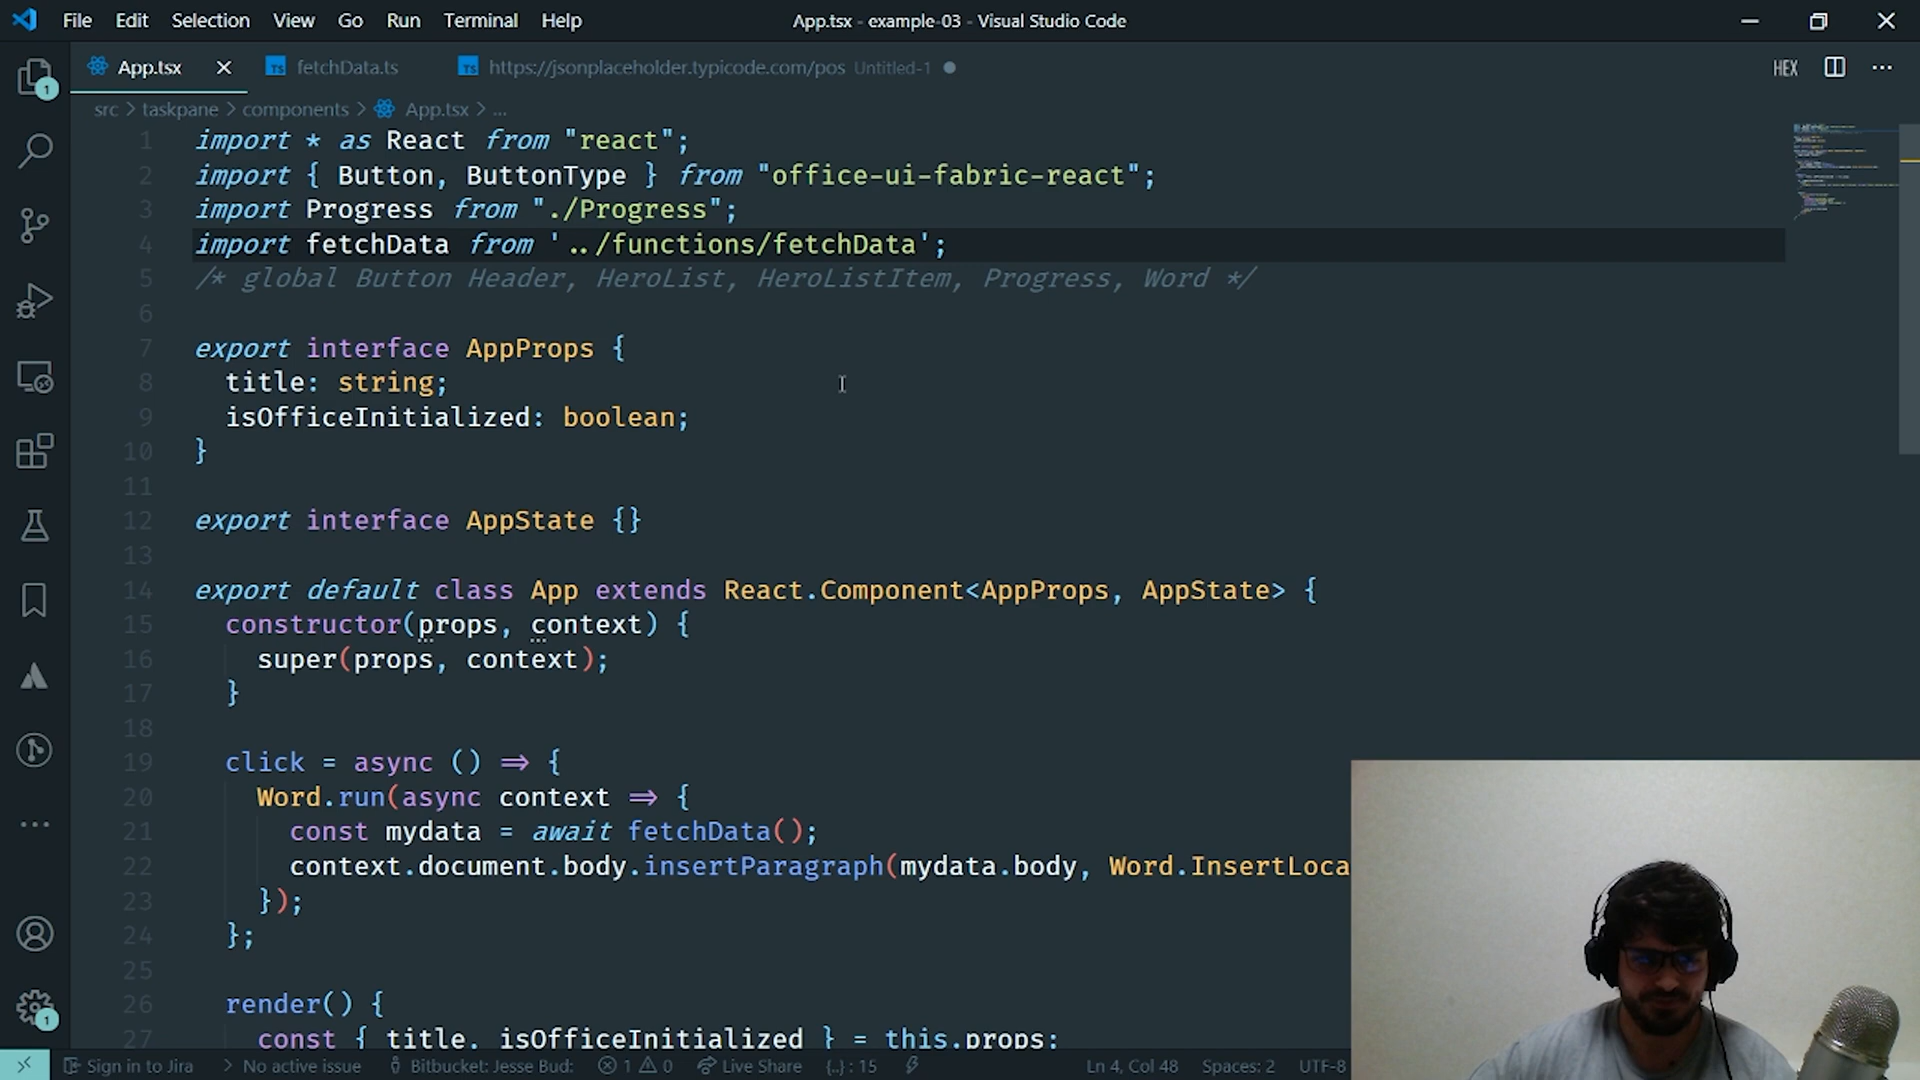 File Edit Selection View Go Run Terminal Help
App.tsx - example-03 - Visual Studio Code
App.tsx
fetchData.ts
https://jsonplaceholder.typicode.com/pos Untitled-1
HEX
src > taskpane > components > App.tsx > ...
1 import * as React from "react";
2 import { Button, ButtonType } from "office-ui-fabric-react";
3 import Progress from "./Progress";
4 import fetchData from '../functions/fetchData';
5 /* global Button Header, HeroList, HeroListItem, Progress, Word */
6
7 export interface AppProps {
8 title: string;
9 isOfficeInitialized: boolean;
10 }
11
12 export interface AppState {}
13
14 export default class App extends React.Component<AppProps, AppState> {
15 constructor(props, context) {
16 super(props, context);
17 }
18
19 click = async () => {
20 Word.run(async context => {
21 const mydata = await fetchData();
22 context.document.body.insertParagraph(mydata.body, Word.InsertLoca
23 });
24 };
25
26 render() {
27 const { title, isOfficeInitialized } = this.props;
1
1
Sign in to Jira > No active issue Bitbucket: Jesse Bud: 1 0 Live Share {..} : 15 Ln 4, Col 48 Spaces: 2 UTF-8